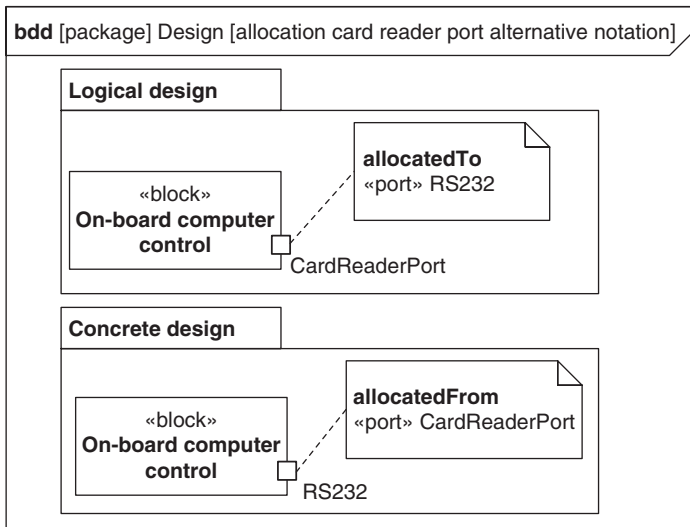 bdd [package] Design [allocation card reader port alternative notation]
Logical design
allocatedTo
«port» RS232
«block»
On-board computer
control
CardReaderPort
Concrete design
allocatedFrom
«port» CardReaderPort
«block»
On-board computer
control
RS232